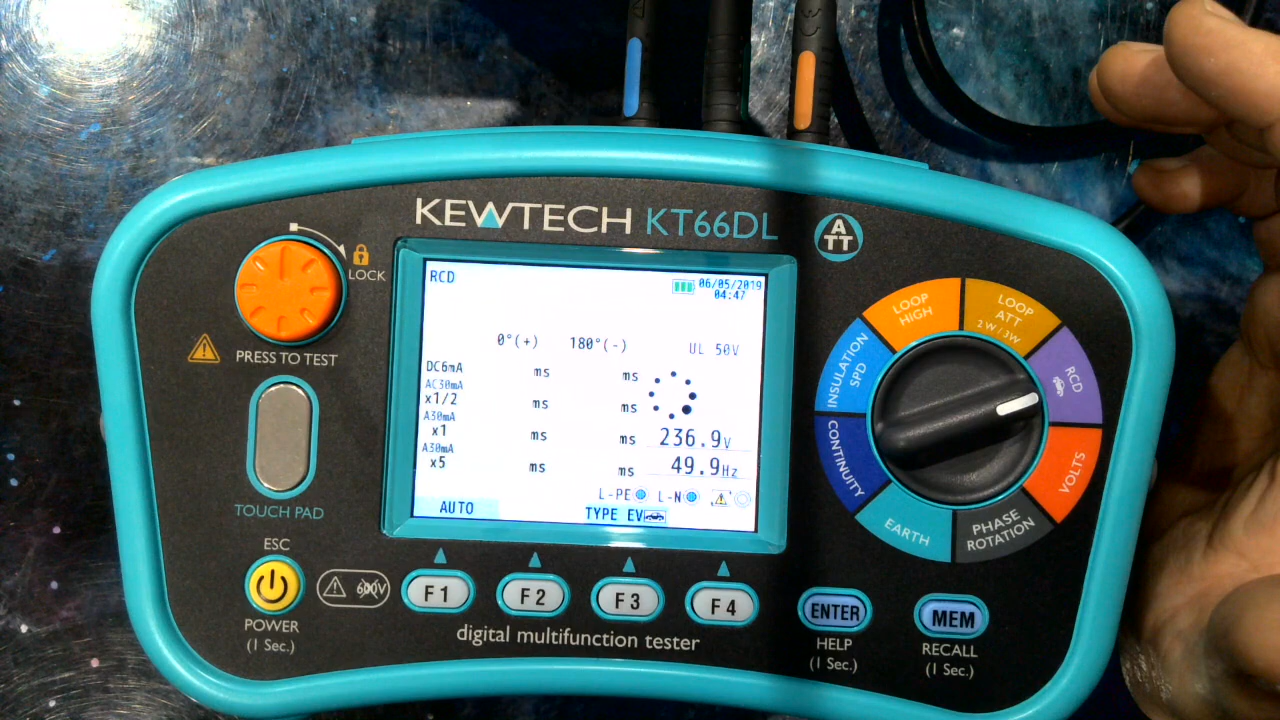 KEWTECH KT66DL
A
TT
LOCK
PRESS TO TEST
TOUCH PAD
ESC
POWER
(1 Sec.)
600V
RCD
06/05/2019
04:47
0°(+) 180°(-) UL 50V
DC6mA ms ms
AC30mA
x1/2 ms ms
A30mA
x1 ms ms 236.9V
A30mA
x5 ms ms 49.9Hz
L-PE L-N
AUTO TYPE EV
F1 F2 F3 F4
digital multifunction tester
INSULATION
SPD
LOOP
HIGH
LOOP
ATT
2W/3W
RCD
VOLTS
PHASE
ROTATION
EARTH
CONTINUITY
ENTER
HELP
(1 Sec.)
MEM
RECALL
(1 Sec.)